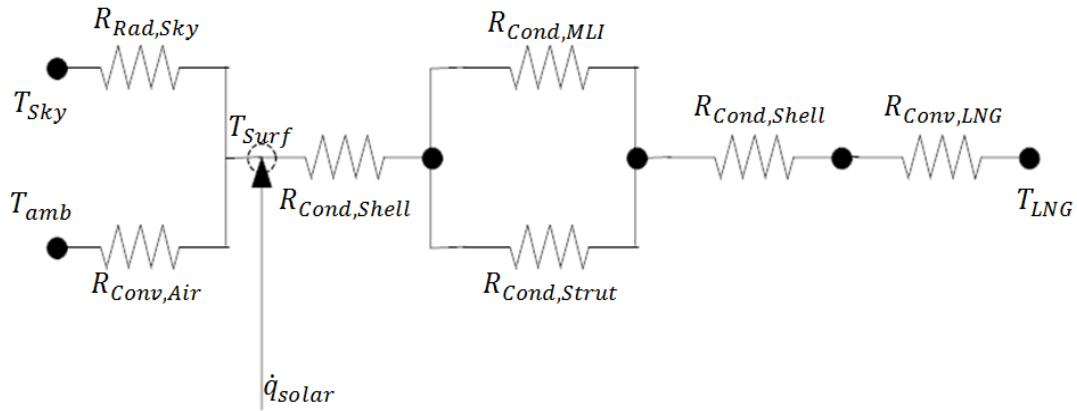 R_{Rad,Sky}
R_{Cond,MLI}
T_{Sky}
T_{Surf}
R_{Cond,Shell}
R_{Conv,LNG}
T_{amb}
R_{Cond,Shell}
T_{LNG}
R_{Conv,Air}
R_{Cond,Strut}
q̇_{solar}